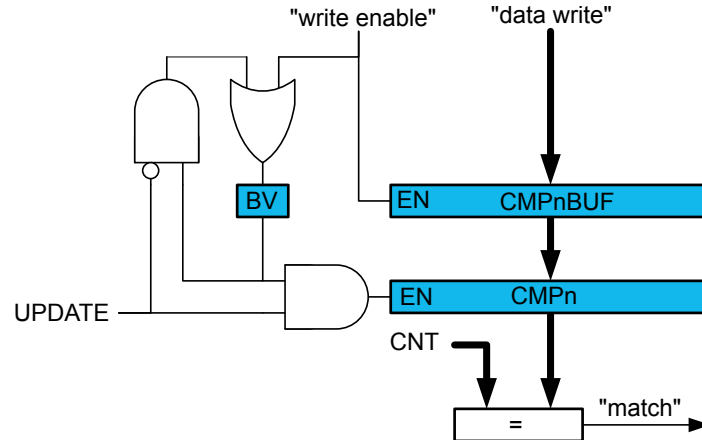 "write enable"
"data write"
BV
EN
CMPnBUF
EN
CMPn
UPDATE
CNT
=
"match"